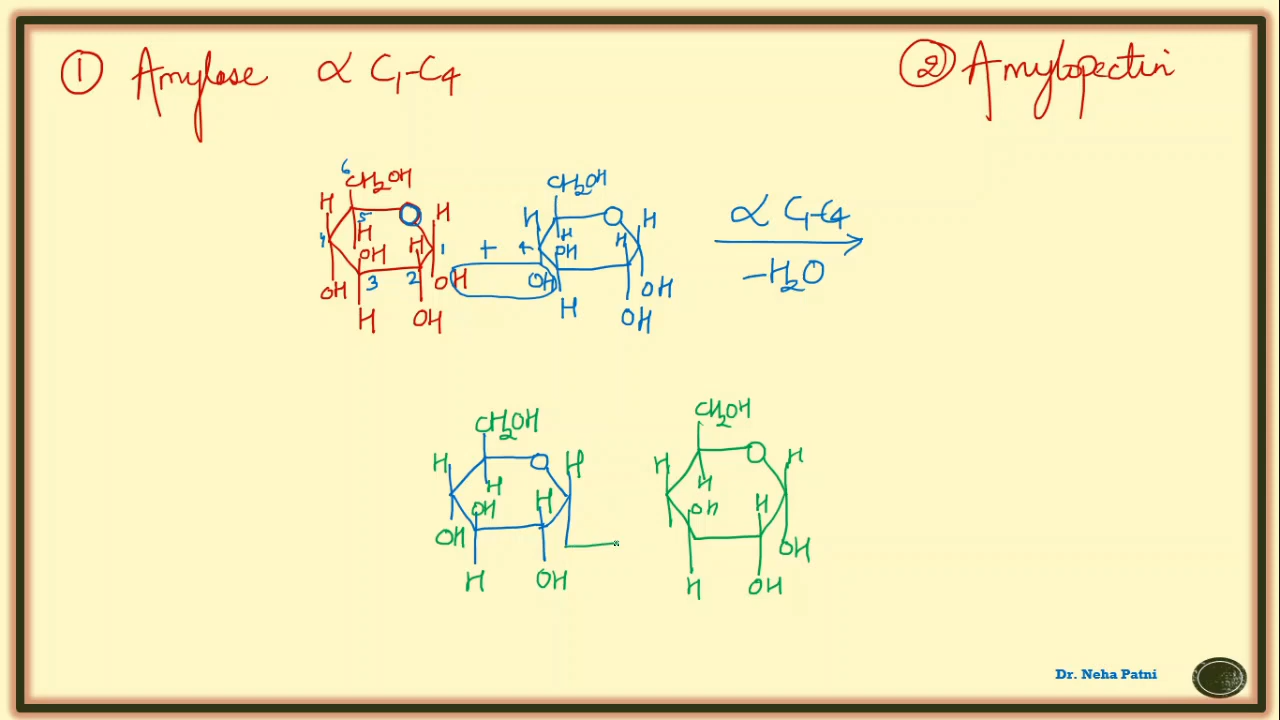 ① Amylose α C₁-C₄
② Amylopectin
6
CH₂OH CH₂OH
H O H H O H
4 5 H H 1 + 4 H H
OH OH
OH 3 2 OH OH OH
H OH H OH
α C₁-C₄
-H₂O
CH₂OH CH₂OH
H O H H O H
H H H H
OH OH
OH OH
H OH H OH
Dr. Neha Patni